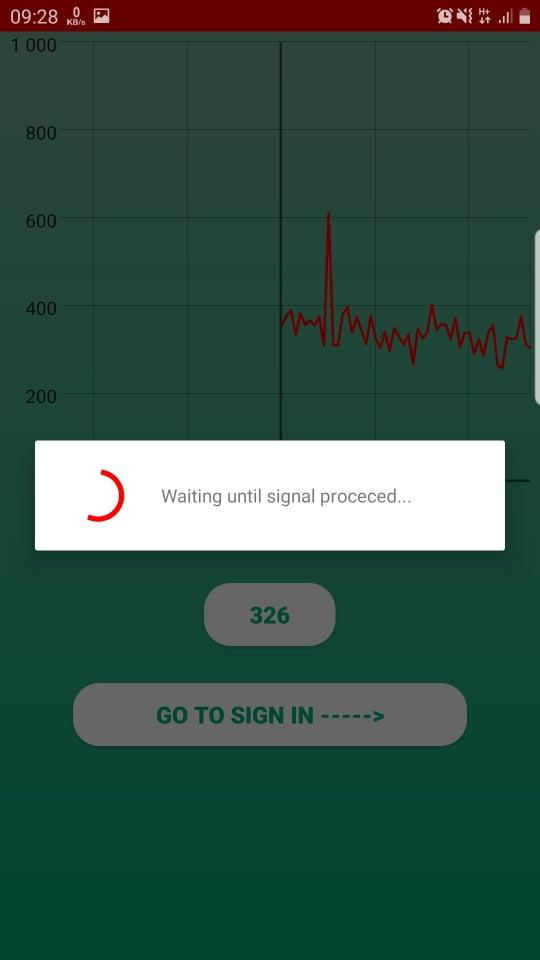 09:28 0 KB/s H+
1 000
800
600
400
200
Waiting until signal proceced...
326
GO TO SIGN IN ----->